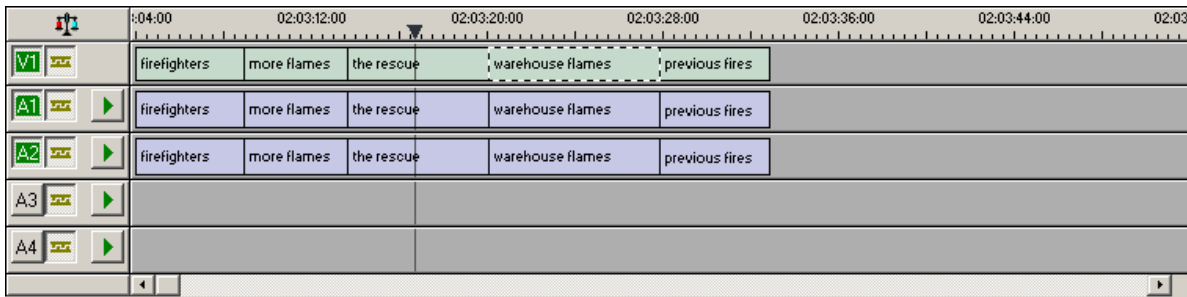 :04:00 02:03:12:00 02:03:20:00 02:03:28:00 02:03:36:00 02:03:44:00 02:03
V1 firefighters more flames the rescue warehouse flames previous fires
A1 firefighters more flames the rescue warehouse flames previous fires
A2 firefighters more flames the rescue warehouse flames previous fires
A3
A4